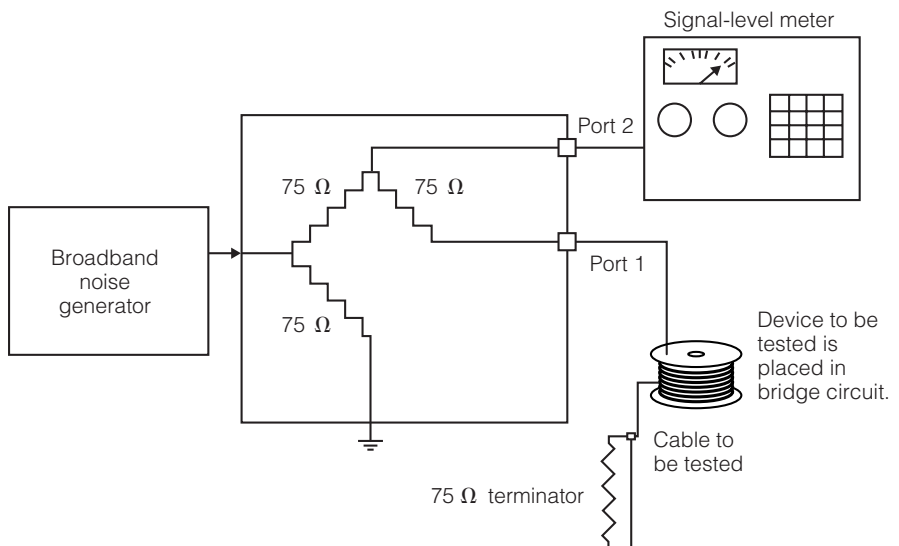 Signal-level meter
Port 2
75 Ω
75 Ω
Broadband
noise
generator
Port 1
75 Ω
Device to be
tested is
placed in
bridge circuit.
Cable to
be tested
75 Ω terminator